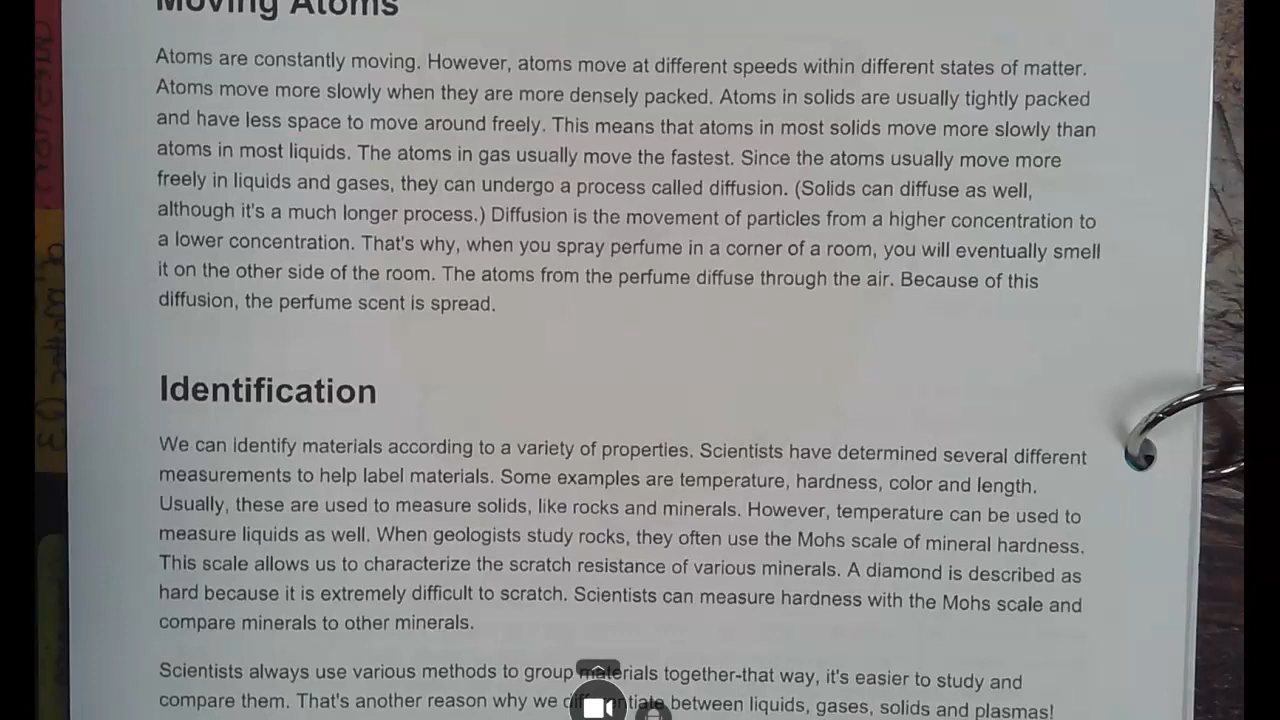 Moving Atoms
Atoms are constantly moving. However, atoms move at different speeds within different states of matter.
Atoms move more slowly when they are more densely packed. Atoms in solids are usually tightly packed
and have less space to move around freely. This means that atoms in most solids move more slowly than
atoms in most liquids. The atoms in gas usually move the fastest. Since the atoms usually move more
freely in liquids and gases, they can undergo a process called diffusion. (Solids can diffuse as well,
although it's a much longer process.) Diffusion is the movement of particles from a higher concentration to
a lower concentration. That's why, when you spray perfume in a corner of a room, you will eventually smell
it on the other side of the room. The atoms from the perfume diffuse through the air. Because of this
diffusion, the perfume scent is spread.
Identification
We can identify materials according to a variety of properties. Scientists have determined several different
measurements to help label materials. Some examples are temperature, hardness, color and length.
Usually, these are used to measure solids, like rocks and minerals. However, temperature can be used to
measure liquids as well. When geologists study rocks, they often use the Mohs scale of mineral hardness.
This scale allows us to characterize the scratch resistance of various minerals. A diamond is described as
hard because it is extremely difficult to scratch. Scientists can measure hardness with the Mohs scale and
compare minerals to other minerals.
Scientists always use various methods to group materials together-that way, it's easier to study and
compare them. That's another reason why we differentiate between liquids, gases, solids and plasmas!